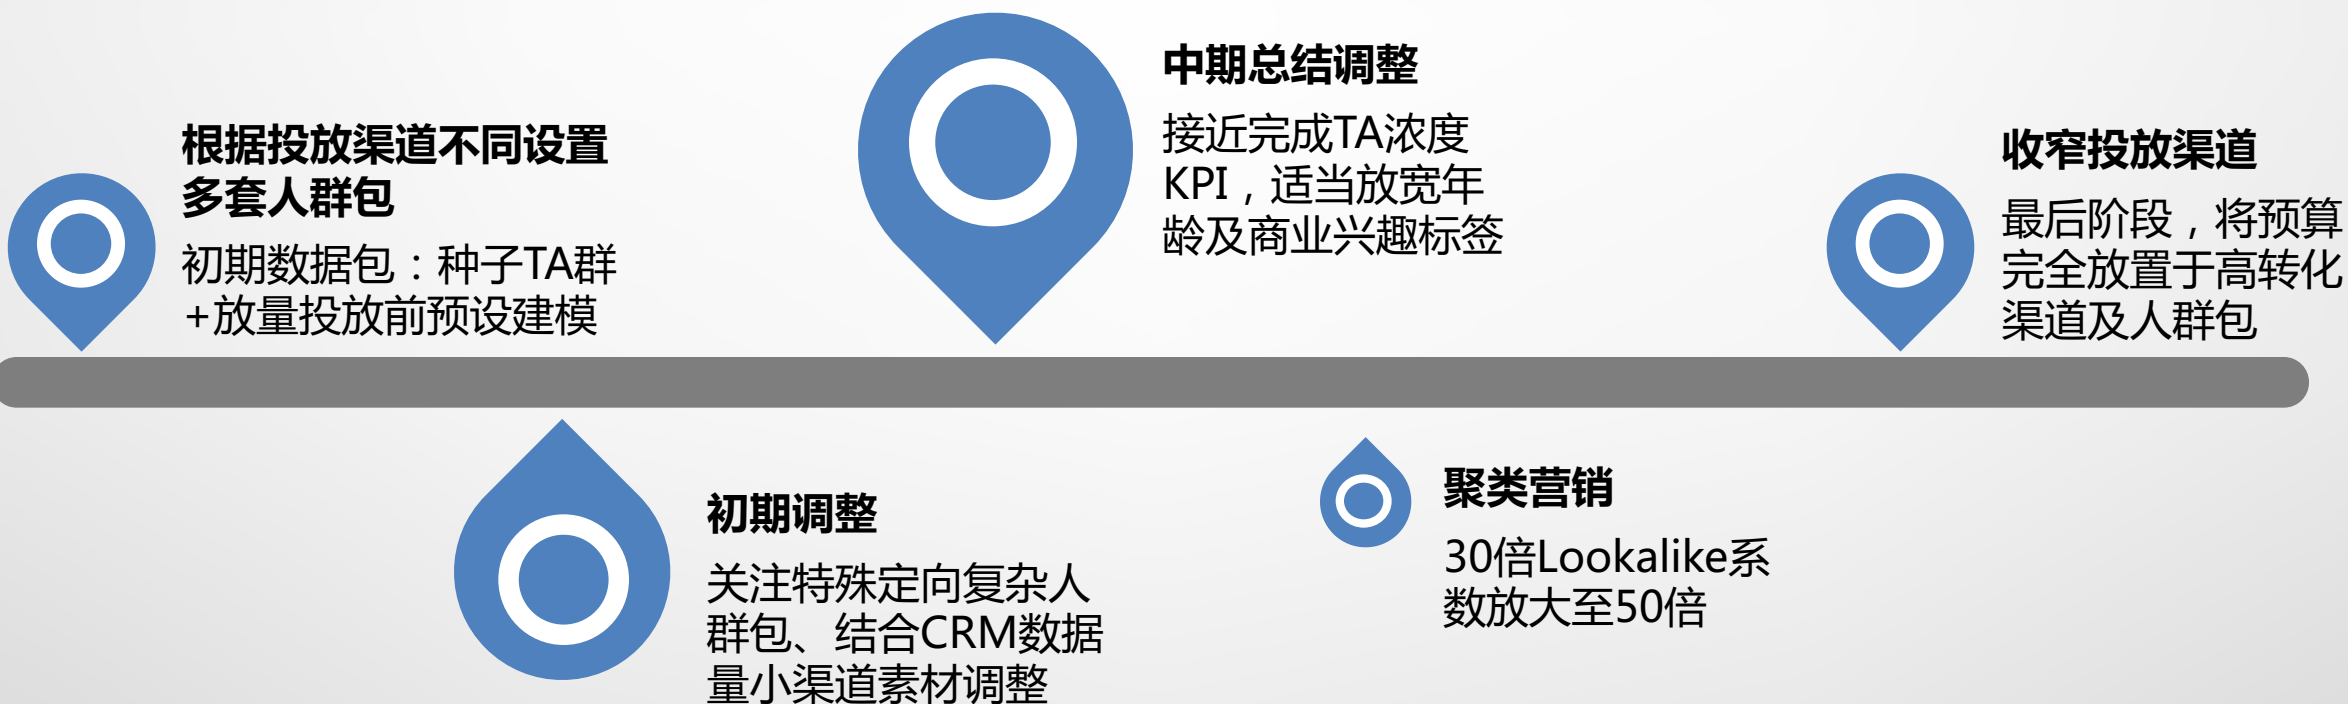 根据投放渠道不同设置
多套人群包
初期数据包：种子TA群
+放量投放前预设建模
初期调整
关注特殊定向复杂人
群包、结合CRM数据
量小渠道素材调整
中期总结调整
接近完成TA浓度
KPI，适当放宽年
龄及商业兴趣标签
聚类营销
30倍Lookalike系
数放大至50倍
收窄投放渠道
最后阶段，将预算
完全放置于高转化
渠道及人群包